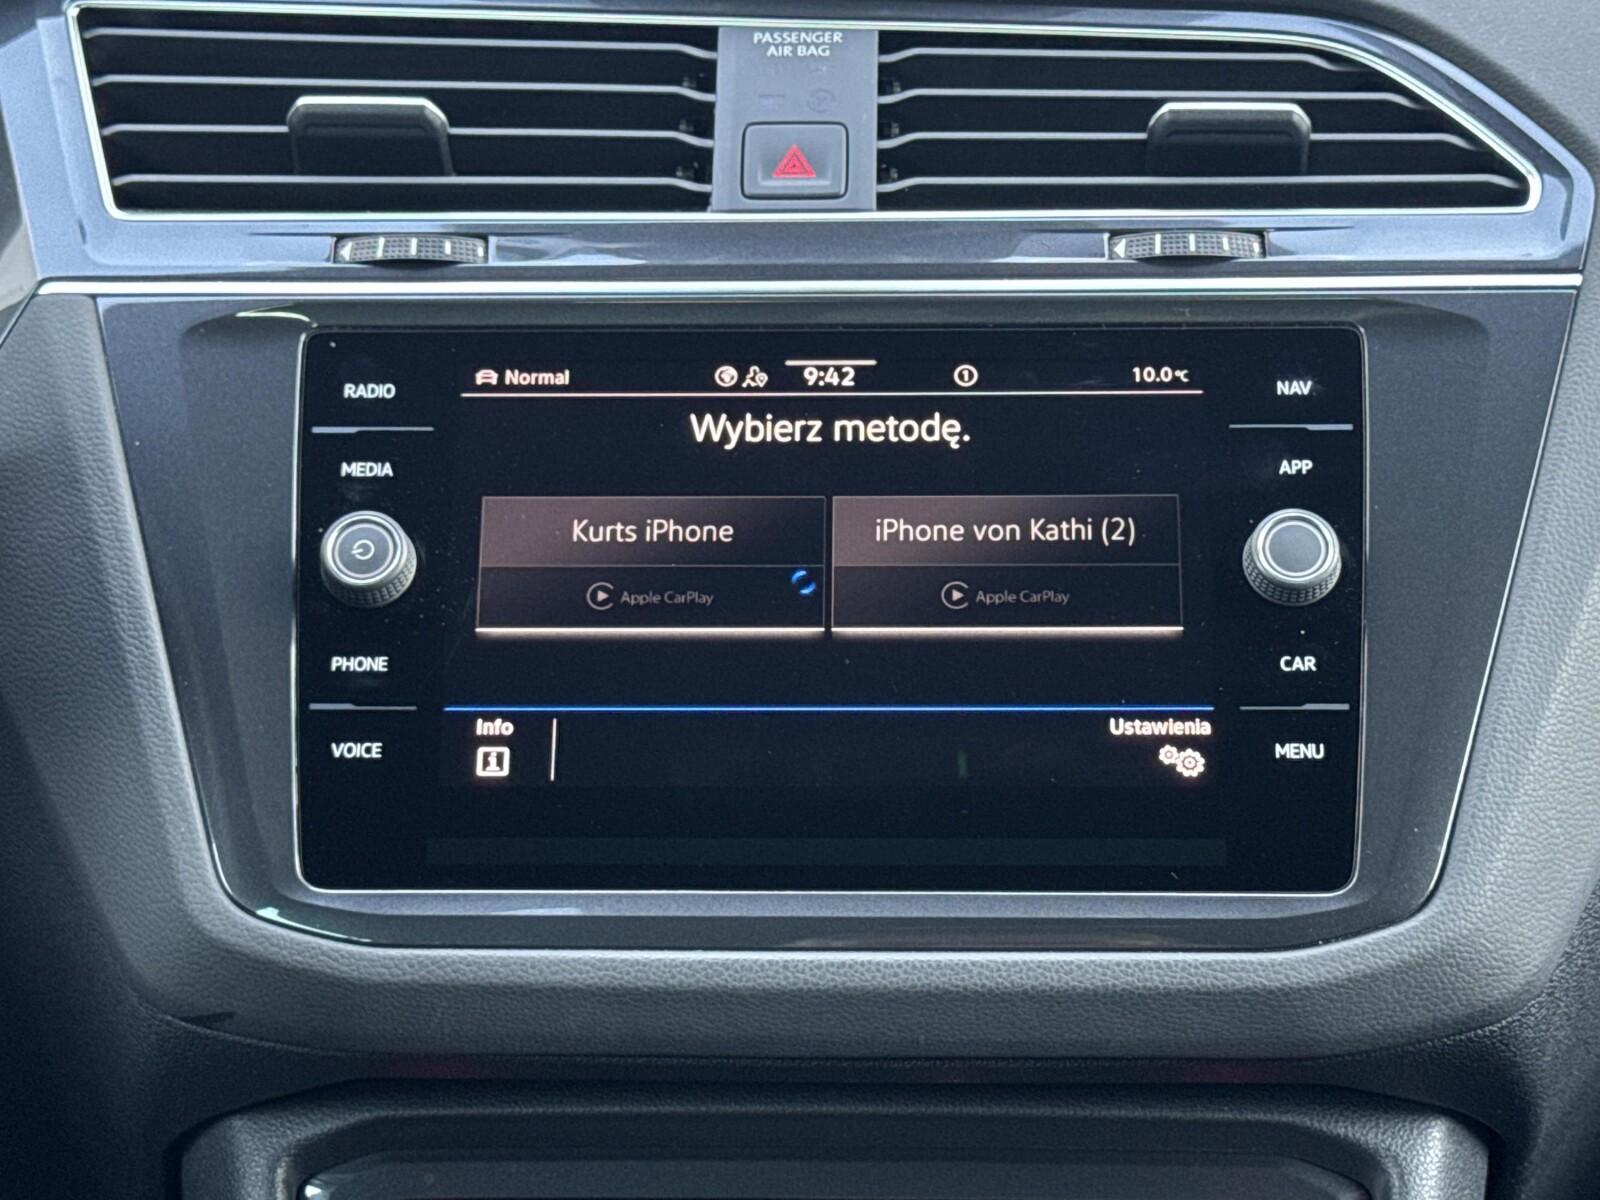 PASSENGER
AIR BAG
RADIO
MEDIA
PHONE
VOICE
Normal
9:42
1
10.0°C
Wybierz metodę.
Kurts iPhone
Apple CarPlay
iPhone von Kathi (2)
Apple CarPlay
Info
Ustawienia
NAV
APP
CAR
MENU